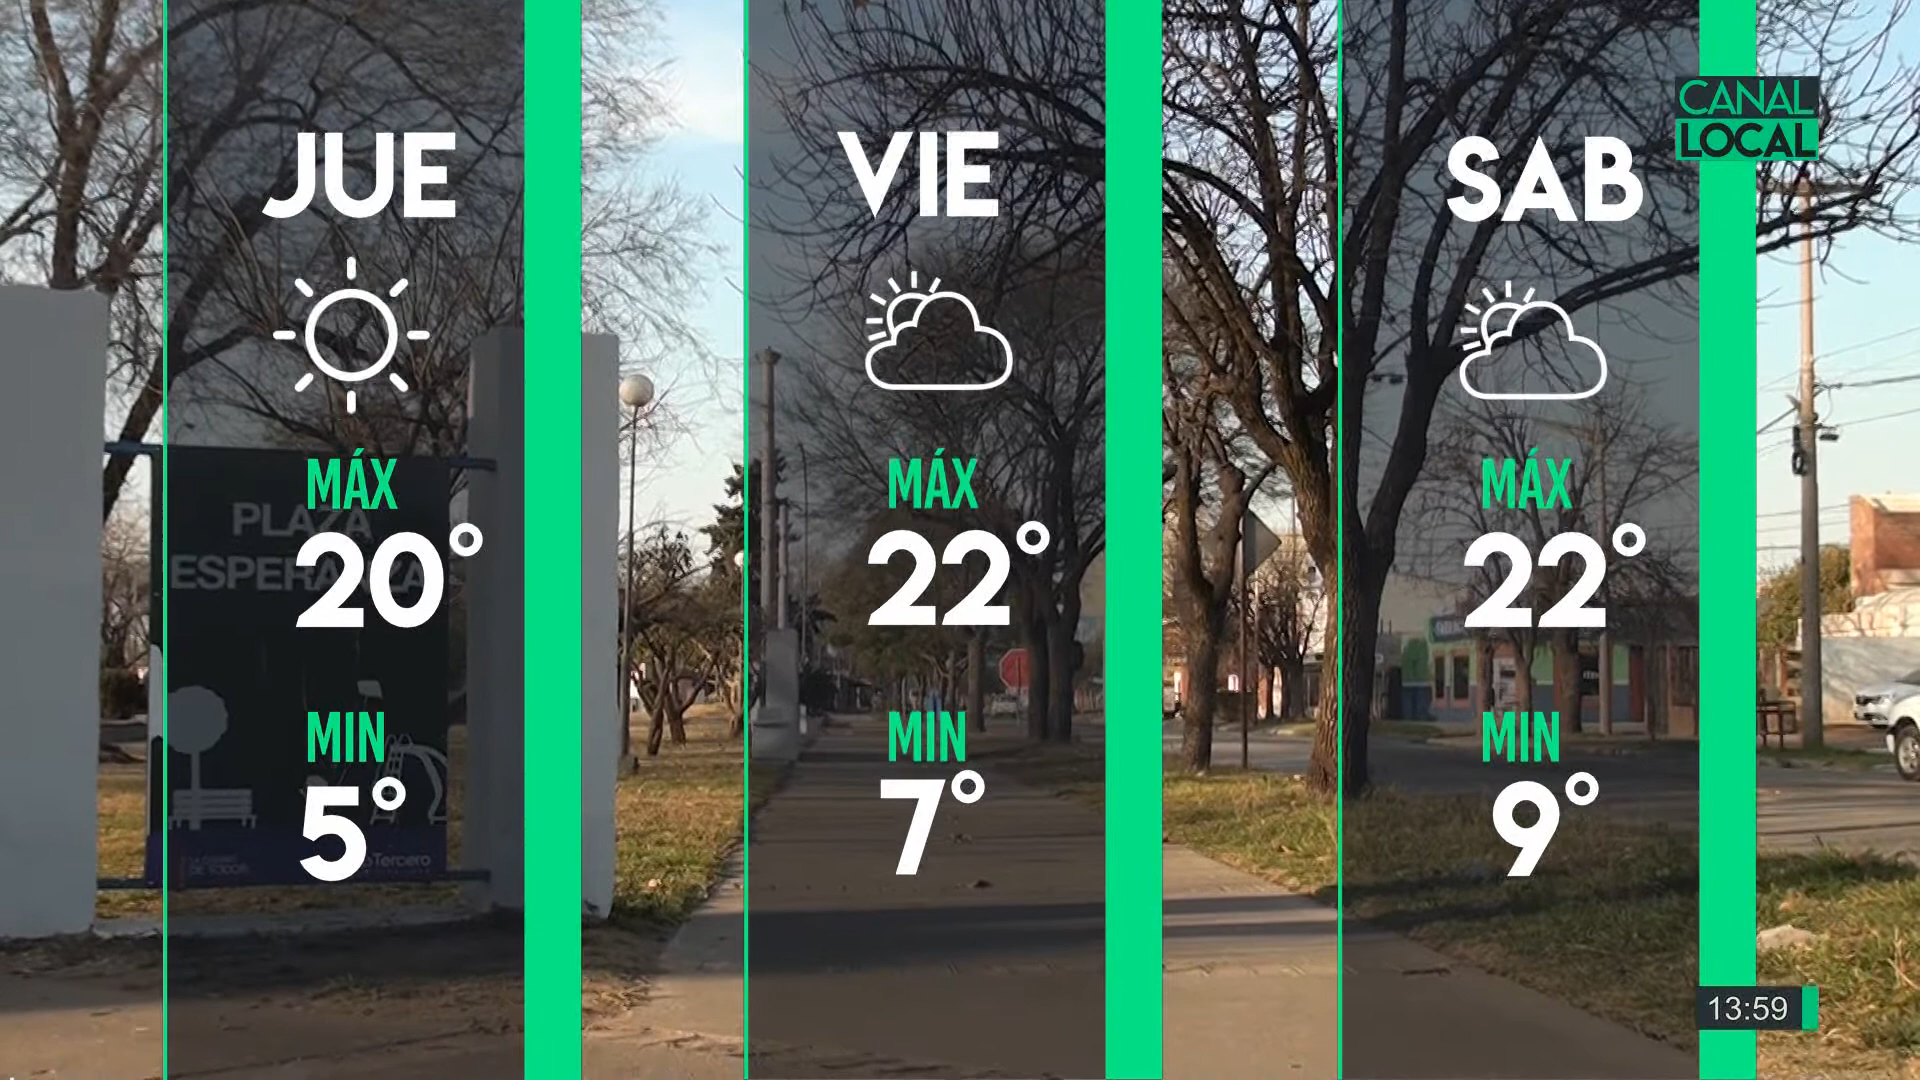 JUE
MÁX
20°
MIN
5°
VIE
MÁX
22°
MIN
7°
SAB
MÁX
22°
MIN
9°
CANAL
LOCAL
PLAZA
ESPERANZA
Tercero
13:59